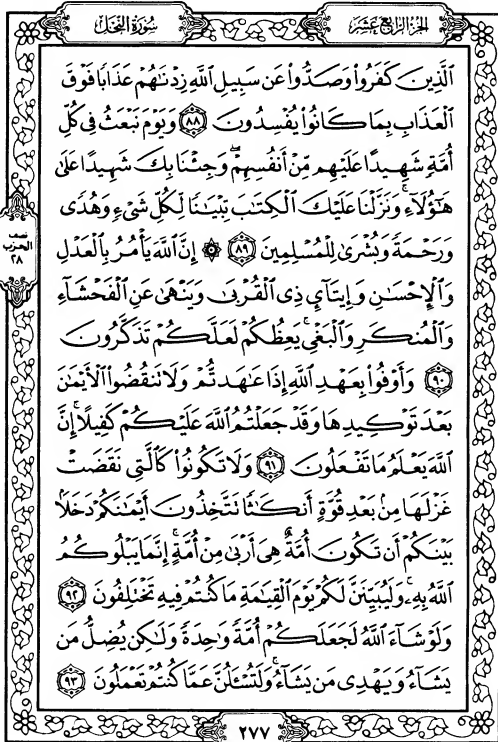 الجزء الرابع عشر
سورة النحل
ٱلَّذِينَ كَفَرُوا۟ وَصَدُّوا۟ عَن سَبِيلِ ٱللَّهِ زِدْنَٰهُمْ عَذَابًا فَوْقَ
ٱلْعَذَابِ بِمَا كَانُوا۟ يُفْسِدُونَ ٨٨ وَيَوْمَ نَبْعَثُ فِى كُلِّ
أُمَّةٍ شَهِيدًا عَلَيْهِم مِّنْ أَنفُسِهِمْ ۖ وَجِئْنَا بِكَ شَهِيدًا عَلَىٰ
هَٰٓؤُلَآءِ ۚ وَنَزَّلْنَا عَلَيْكَ ٱلْكِتَٰبَ تِبْيَٰنًا لِّكُلِّ شَىْءٍ وَهُدًى
وَرَحْمَةً وَبُشْرَىٰ لِلْمُسْلِمِينَ ٨٩ ۞ إِنَّ ٱللَّهَ يَأْمُرُ بِٱلْعَدْلِ
وَٱلْإِحْسَٰنِ وَإِيتَآئِ ذِى ٱلْقُرْبَىٰ وَيَنْهَىٰ عَنِ ٱلْفَحْشَآءِ
وَٱلْمُنكَرِ وَٱلْبَغْىِ ۚ يَعِظُكُمْ لَعَلَّكُمْ تَذَكَّرُونَ
٩٠ وَأَوْفُوا۟ بِعَهْدِ ٱللَّهِ إِذَا عَٰهَدتُّمْ وَلَا تَنقُضُوا۟ ٱلْأَيْمَٰنَ
بَعْدَ تَوْكِيدِهَا وَقَدْ جَعَلْتُمُ ٱللَّهَ عَلَيْكُمْ كَفِيلًا ۚ إِنَّ
ٱللَّهَ يَعْلَمُ مَا تَفْعَلُونَ ٩١ وَلَا تَكُونُوا۟ كَٱلَّتِى نَقَضَتْ
غَزْلَهَا مِنۢ بَعْدِ قُوَّةٍ أَنكَٰثًا تَتَّخِذُونَ أَيْمَٰنَكُمْ دَخَلًۢا
بَيْنَكُمْ أَن تَكُونَ أُمَّةٌ هِىَ أَرْبَىٰ مِنْ أُمَّةٍ ۚ إِنَّمَا يَبْلُوكُمُ
ٱللَّهُ بِهِۦ ۚ وَلَيُبَيِّنَنَّ لَكُمْ يَوْمَ ٱلْقِيَٰمَةِ مَا كُنتُمْ فِيهِ تَخْتَلِفُونَ ٩٢
وَلَوْ شَآءَ ٱللَّهُ لَجَعَلَكُمْ أُمَّةً وَٰحِدَةً وَلَٰكِن يُضِلُّ مَن
يَشَآءُ وَيَهْدِى مَن يَشَآءُ ۚ وَلَتُسْـَٔلُنَّ عَمَّا كُنتُمْ تَعْمَلُونَ ٩٣
نصف
الحزب
٢٨
٢٧٧